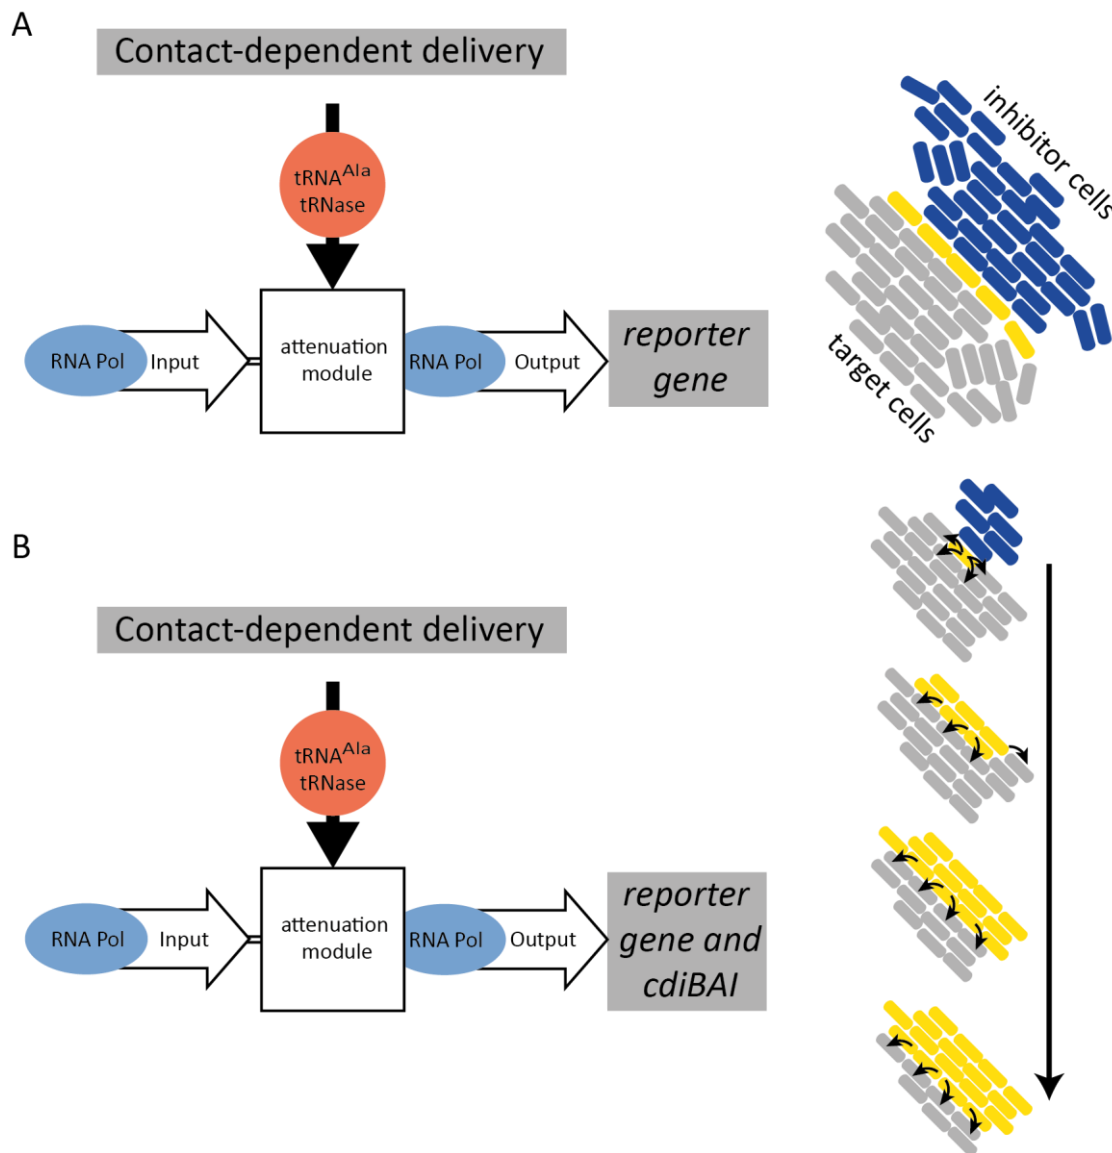 A
Contact-dependent delivery
tRNAAla
tRNase
RNA Pol
Input
attenuation
module
RNA Pol
Output
reporter
gene
inhibitor cells
target cells
B
Contact-dependent delivery
tRNAAla
tRNase
RNA Pol
Input
attenuation
module
RNA Pol
Output
reporter
gene and
cdiBAI